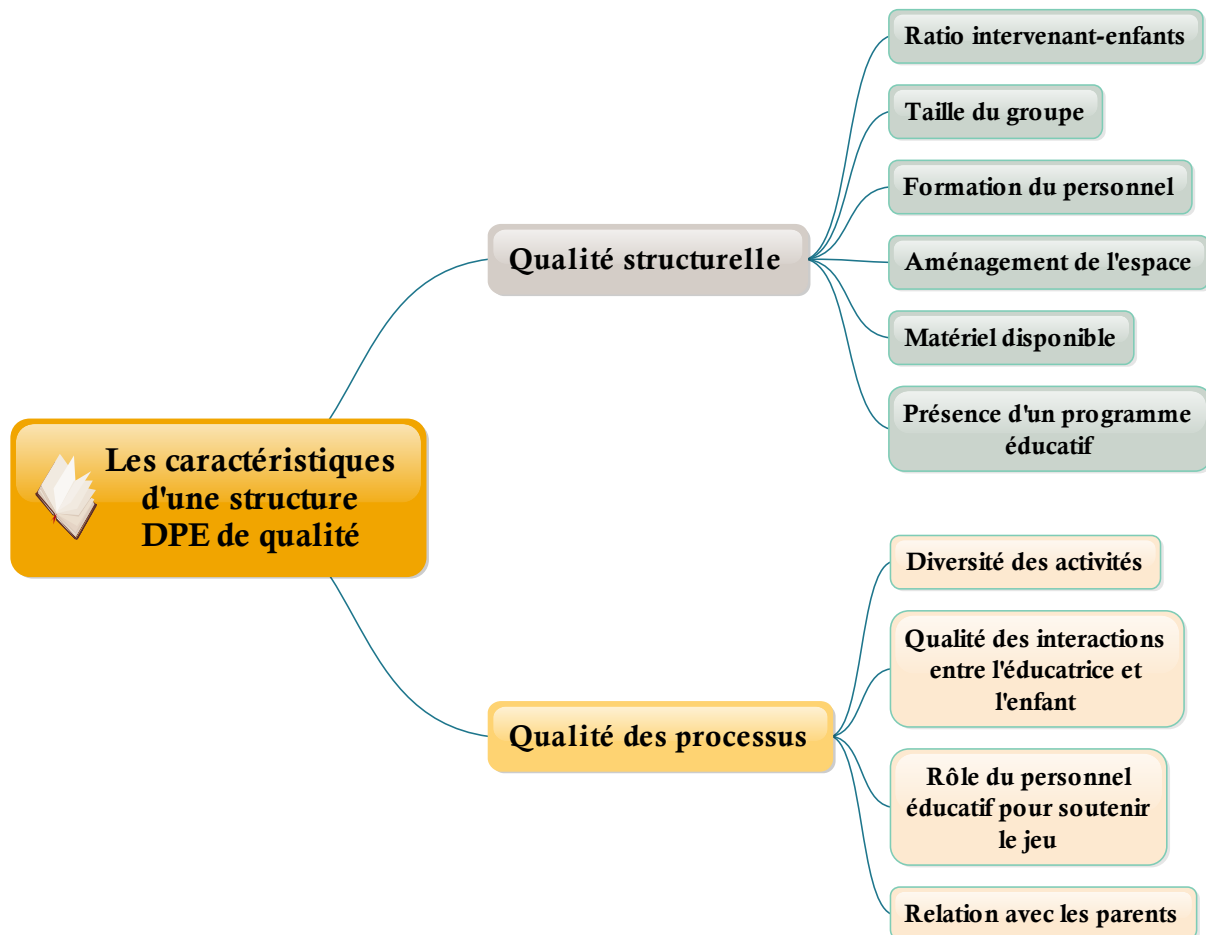 Les caractéristiques
d'une structure
DPE de qualité
Qualité structurelle
Ratio intervenant-enfants
Taille du groupe
Formation du personnel
Aménagement de l'espace
Matériel disponible
Présence d'un programme
éducatif
Qualité des processus
Diversité des activités
Qualité des interactions
entre l'éducatrice et
l'enfant
Rôle du personnel
éducatif pour soutenir
le jeu
Relation avec les parents